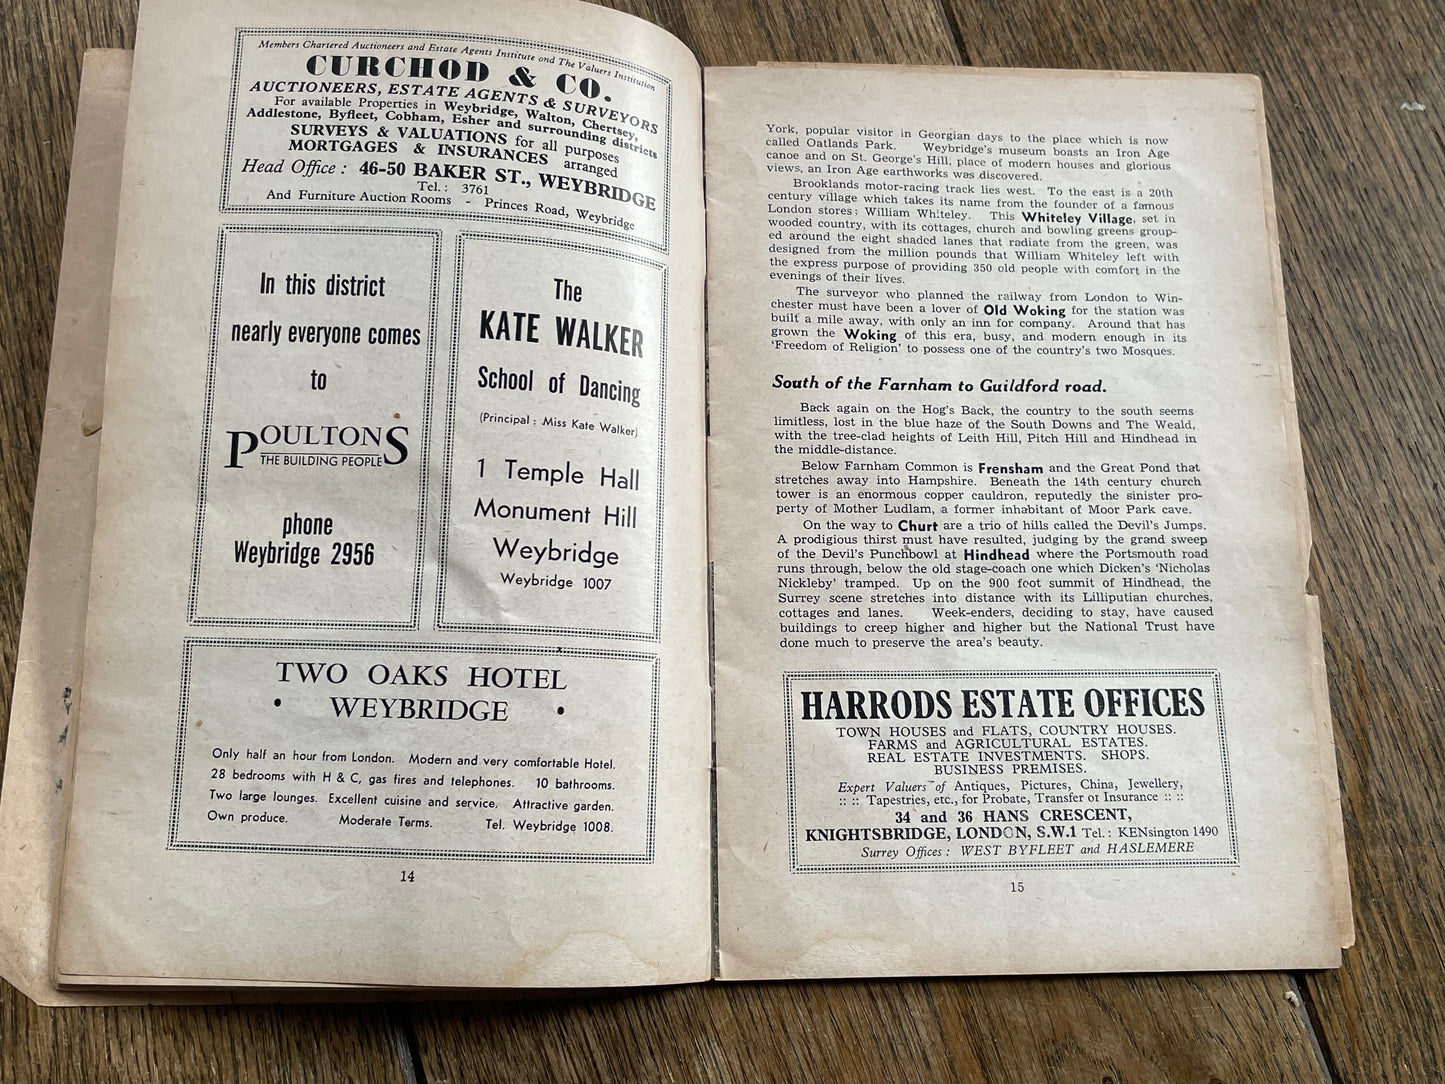 Members Chartered Auctioneers and Estate Agents Institute and The Valuers Institution
CURCHOD & CO.
AUCTIONEERS, ESTATE AGENTS & SURVEYORS
For available Properties in Weybridge, Walton, Chertsey,
Addlestone, Byfleet, Cobham, Esher and surrounding districts
SURVEYS & VALUATIONS for all purposes
MORTGAGES & INSURANCES arranged
Head Office : 46-50 BAKER ST., WEYBRIDGE
Tel. : 3761
And Furniture Auction Rooms - Princes Road, Weybridge
In this district
nearly everyone comes
to
POULTONS
THE BUILDING PEOPLE
phone
Weybridge 2956
The
KATE WALKER
School of Dancing
(Principal : Miss Kate Walker)
1 Temple Hall
Monument Hill
Weybridge
Weybridge 1007
TWO OAKS HOTEL
• WEYBRIDGE •
Only half an hour from London. Modern and very comfortable Hotel.
28 bedrooms with H & C, gas fires and telephones. 10 bathrooms.
Two large lounges. Excellent cuisine and service. Attractive garden.
Own produce. Moderate Terms. Tel. Weybridge 1008.
14
York, popular visitor in Georgian days to the place which is now
called Oatlands Park. Weybridge's museum boasts an Iron Age
canoe and on St. George's Hill, place of modern houses and glorious
views, an Iron Age earthworks was discovered.
Brooklands motor-racing track lies west. To the east is a 20th
century village which takes its name from the founder of a famous
London stores; William Whiteley. This Whiteley Village, set in
wooded country, with its cottages, church and bowling greens group-
ed around the eight shaded lanes that radiate from the green, was
designed from the million pounds that William Whiteley left with
the express purpose of providing 350 old people with comfort in the
evenings of their lives.
The surveyor who planned the railway from London to Win-
chester must have been a lover of Old Woking for the station was
built a mile away, with only an inn for company. Around that has
grown the Woking of this era, busy, and modern enough in its
'Freedom of Religion' to possess one of the country's two Mosques.
South of the Farnham to Guildford road.
Back again on the Hog's Back, the country to the south seems
limitless, lost in the blue haze of the South Downs and The Weald,
with the tree-clad heights of Leith Hill, Pitch Hill and Hindhead in
the middle-distance.
Below Farnham Common is Frensham and the Great Pond that
stretches away into Hampshire. Beneath the 14th century church
tower is an enormous copper cauldron, reputedly the sinister pro-
perty of Mother Ludlam, a former inhabitant of Moor Park cave.
On the way to Churt are a trio of hills called the Devil's Jumps.
A prodigious thirst must have resulted, judging by the grand sweep
of the Devil's Punchbowl at Hindhead where the Portsmouth road
runs through, below the old stage-coach one which Dicken's 'Nicholas
Nickleby' tramped. Up on the 900 foot summit of Hindhead, the
Surrey scene stretches into distance with its Lilliputian churches,
cottages and lanes. Week-enders, deciding to stay, have caused
buildings to creep higher and higher but the National Trust have
done much to preserve the area's beauty.
HARRODS ESTATE OFFICES
TOWN HOUSES and FLATS, COUNTRY HOUSES.
FARMS and AGRICULTURAL ESTATES.
REAL ESTATE INVESTMENTS. SHOPS.
BUSINESS PREMISES.
Expert Valuers of Antiques, Pictures, China, Jewellery,
:: :: Tapestries, etc., for Probate, Transfer or Insurance :: ::
34 and 36 HANS CRESCENT,
KNIGHTSBRIDGE, LONDON, S.W.1 Tel. : KENsington 1490
Surrey Offices : WEST BYFLEET and HASLEMERE
15